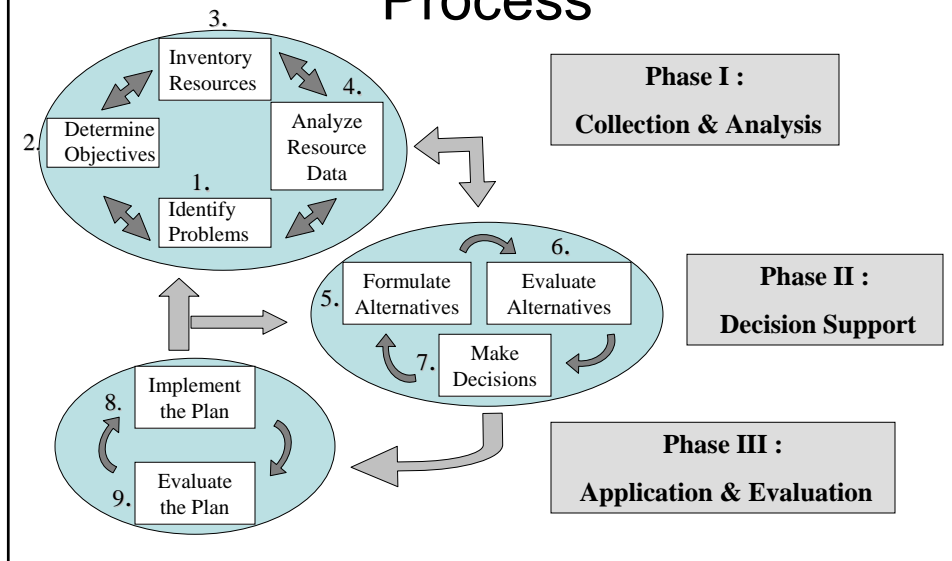 Process
3.
Inventory
Resources
4.
Analyze
Resource
Data
2.
Determine
Objectives
1.
Identify
Problems
Phase I :
Collection & Analysis
6.
5.
Formulate
Alternatives
Evaluate
Alternatives
7.
Make
Decisions
Phase II :
Decision Support
8.
Implement
the Plan
9.
Evaluate
the Plan
Phase III :
Application & Evaluation